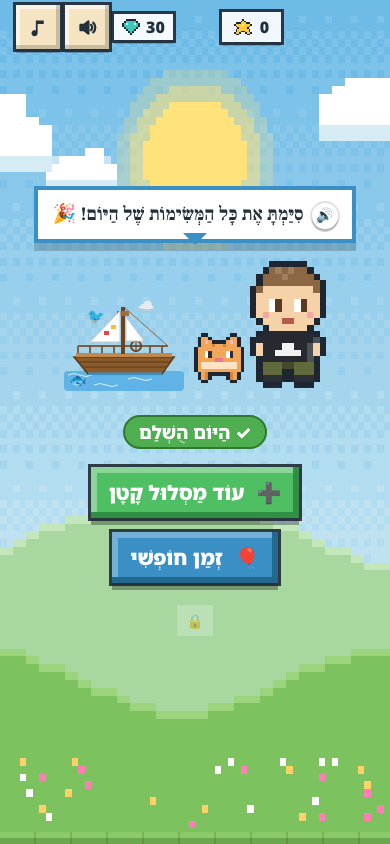 30
0
סִיַּמְתָּ אֶת כׇּל הַמְּשִׂימוֹת שֶׁל הַיּוֹם! 🎉
✓ הַיּוֹם הֻשְׁלַם
➕ עוֹד מַסְלוּל קָטָן
🎈 זְמַן חוֹפְשִׁי